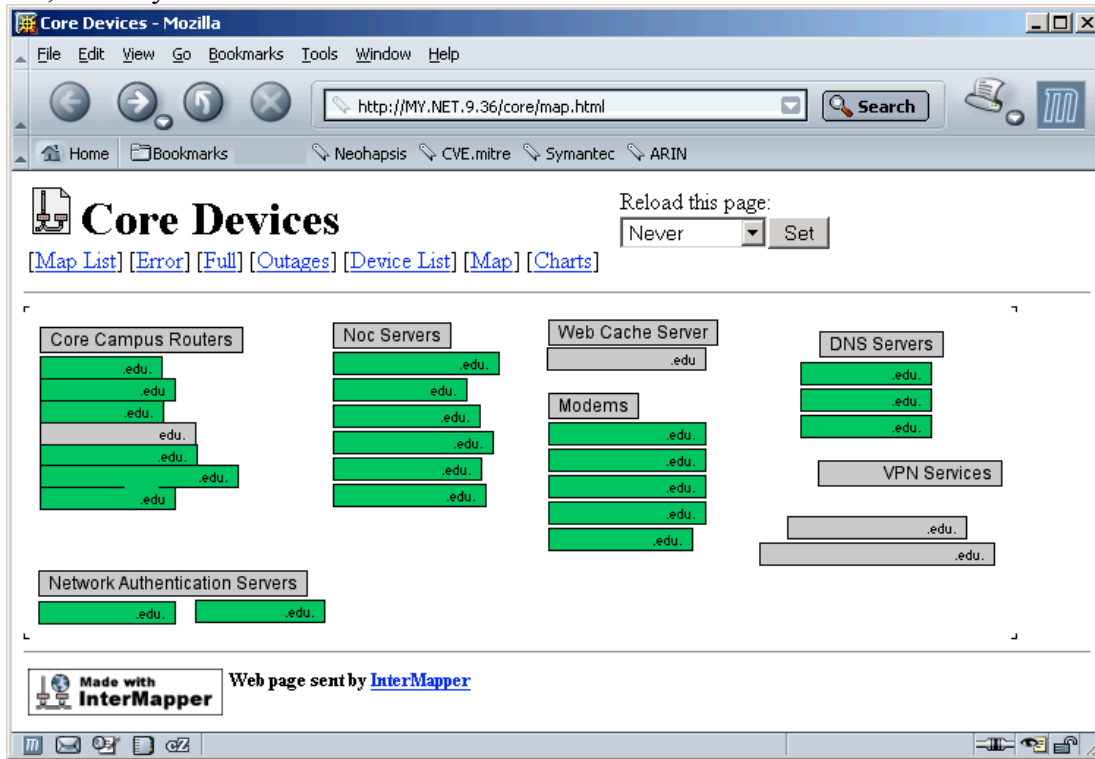 Core Devices - Mozilla
File Edit View Go Bookmarks Tools Window Help
http://MY.NET.9.36/core/map.html
Search
Home Bookmarks Neohapsis CVE.mitre Symantec ARIN
Core Devices
Reload this page:
Never Set
[Map List] [Error] [Full] [Outages] [Device List] [Map] [Charts]
Core Campus Routers
.edu.
.edu
.edu.
edu.
.edu.
.edu.
.edu
Noc Servers
.edu.
edu.
.edu.
.edu.
.edu.
.edu.
Web Cache Server
.edu
Modems
.edu.
.edu.
.edu.
.edu.
.edu.
DNS Servers
.edu.
.edu.
.edu.
VPN Services
.edu.
.edu.
Network Authentication Servers
.edu. .edu.
Made with
InterMapper
Web page sent by InterMapper